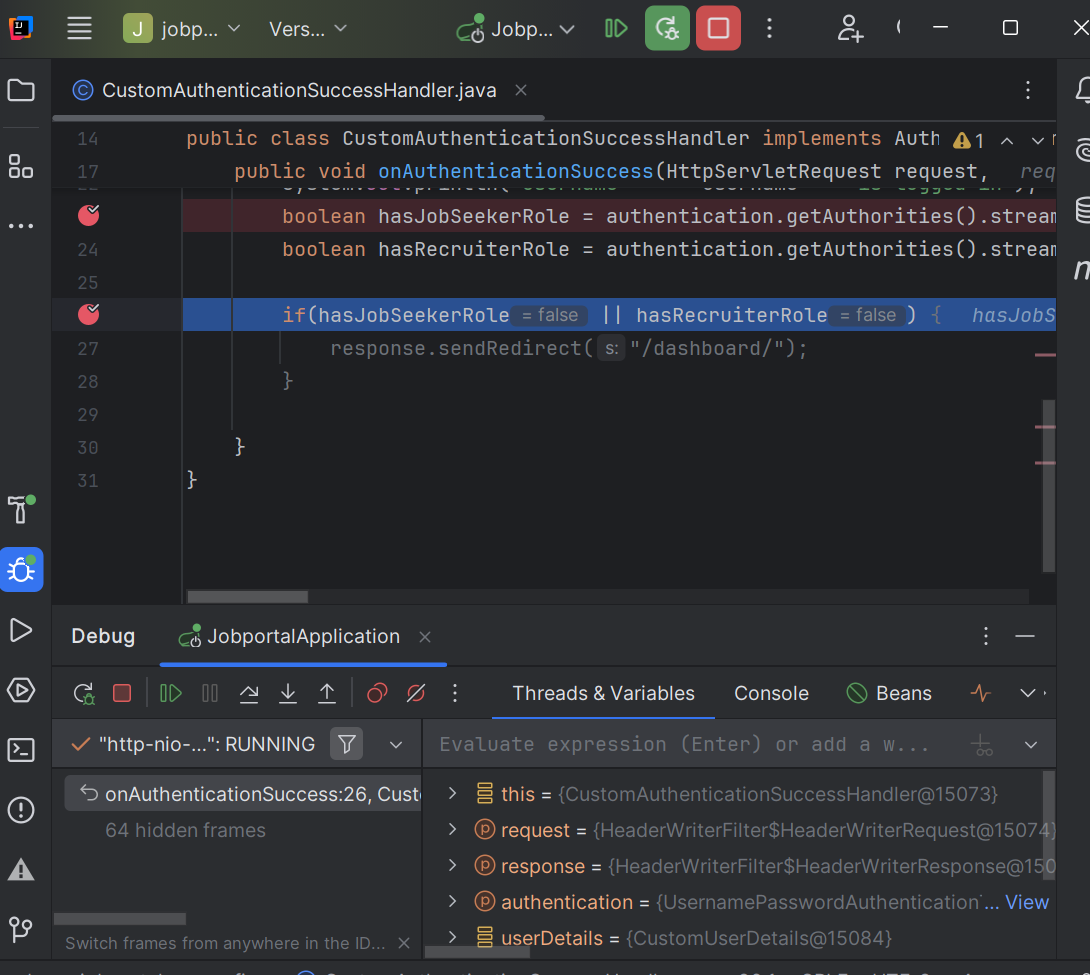 J jobp... Vers... Jobp...
CustomAuthenticationSuccessHandler.java
14 public class CustomAuthenticationSuccessHandler implements Auth 1
17 public void onAuthenticationSuccess(HttpServletRequest request, req
boolean hasJobSeekerRole = authentication.getAuthorities().stream
24 boolean hasRecruiterRole = authentication.getAuthorities().stream
25
if(hasJobSeekerRole = false || hasRecruiterRole = false ) { hasJobS
27 response.sendRedirect( s: "/dashboard/");
28 }
29
30 }
31 }
Debug JobportalApplication
Threads & Variables Console Beans
"http-nio-...": RUNNING
Evaluate expression (Enter) or add a w...
onAuthenticationSuccess:26, Cust
64 hidden frames
this = {CustomAuthenticationSuccessHandler@15073}
request = {HeaderWriterFilter$HeaderWriterRequest@15074}
response = {HeaderWriterFilter$HeaderWriterResponse@150
authentication = {UsernamePasswordAuthentication... View
userDetails = {CustomUserDetails@15084}
Switch frames from anywhere in the ID...